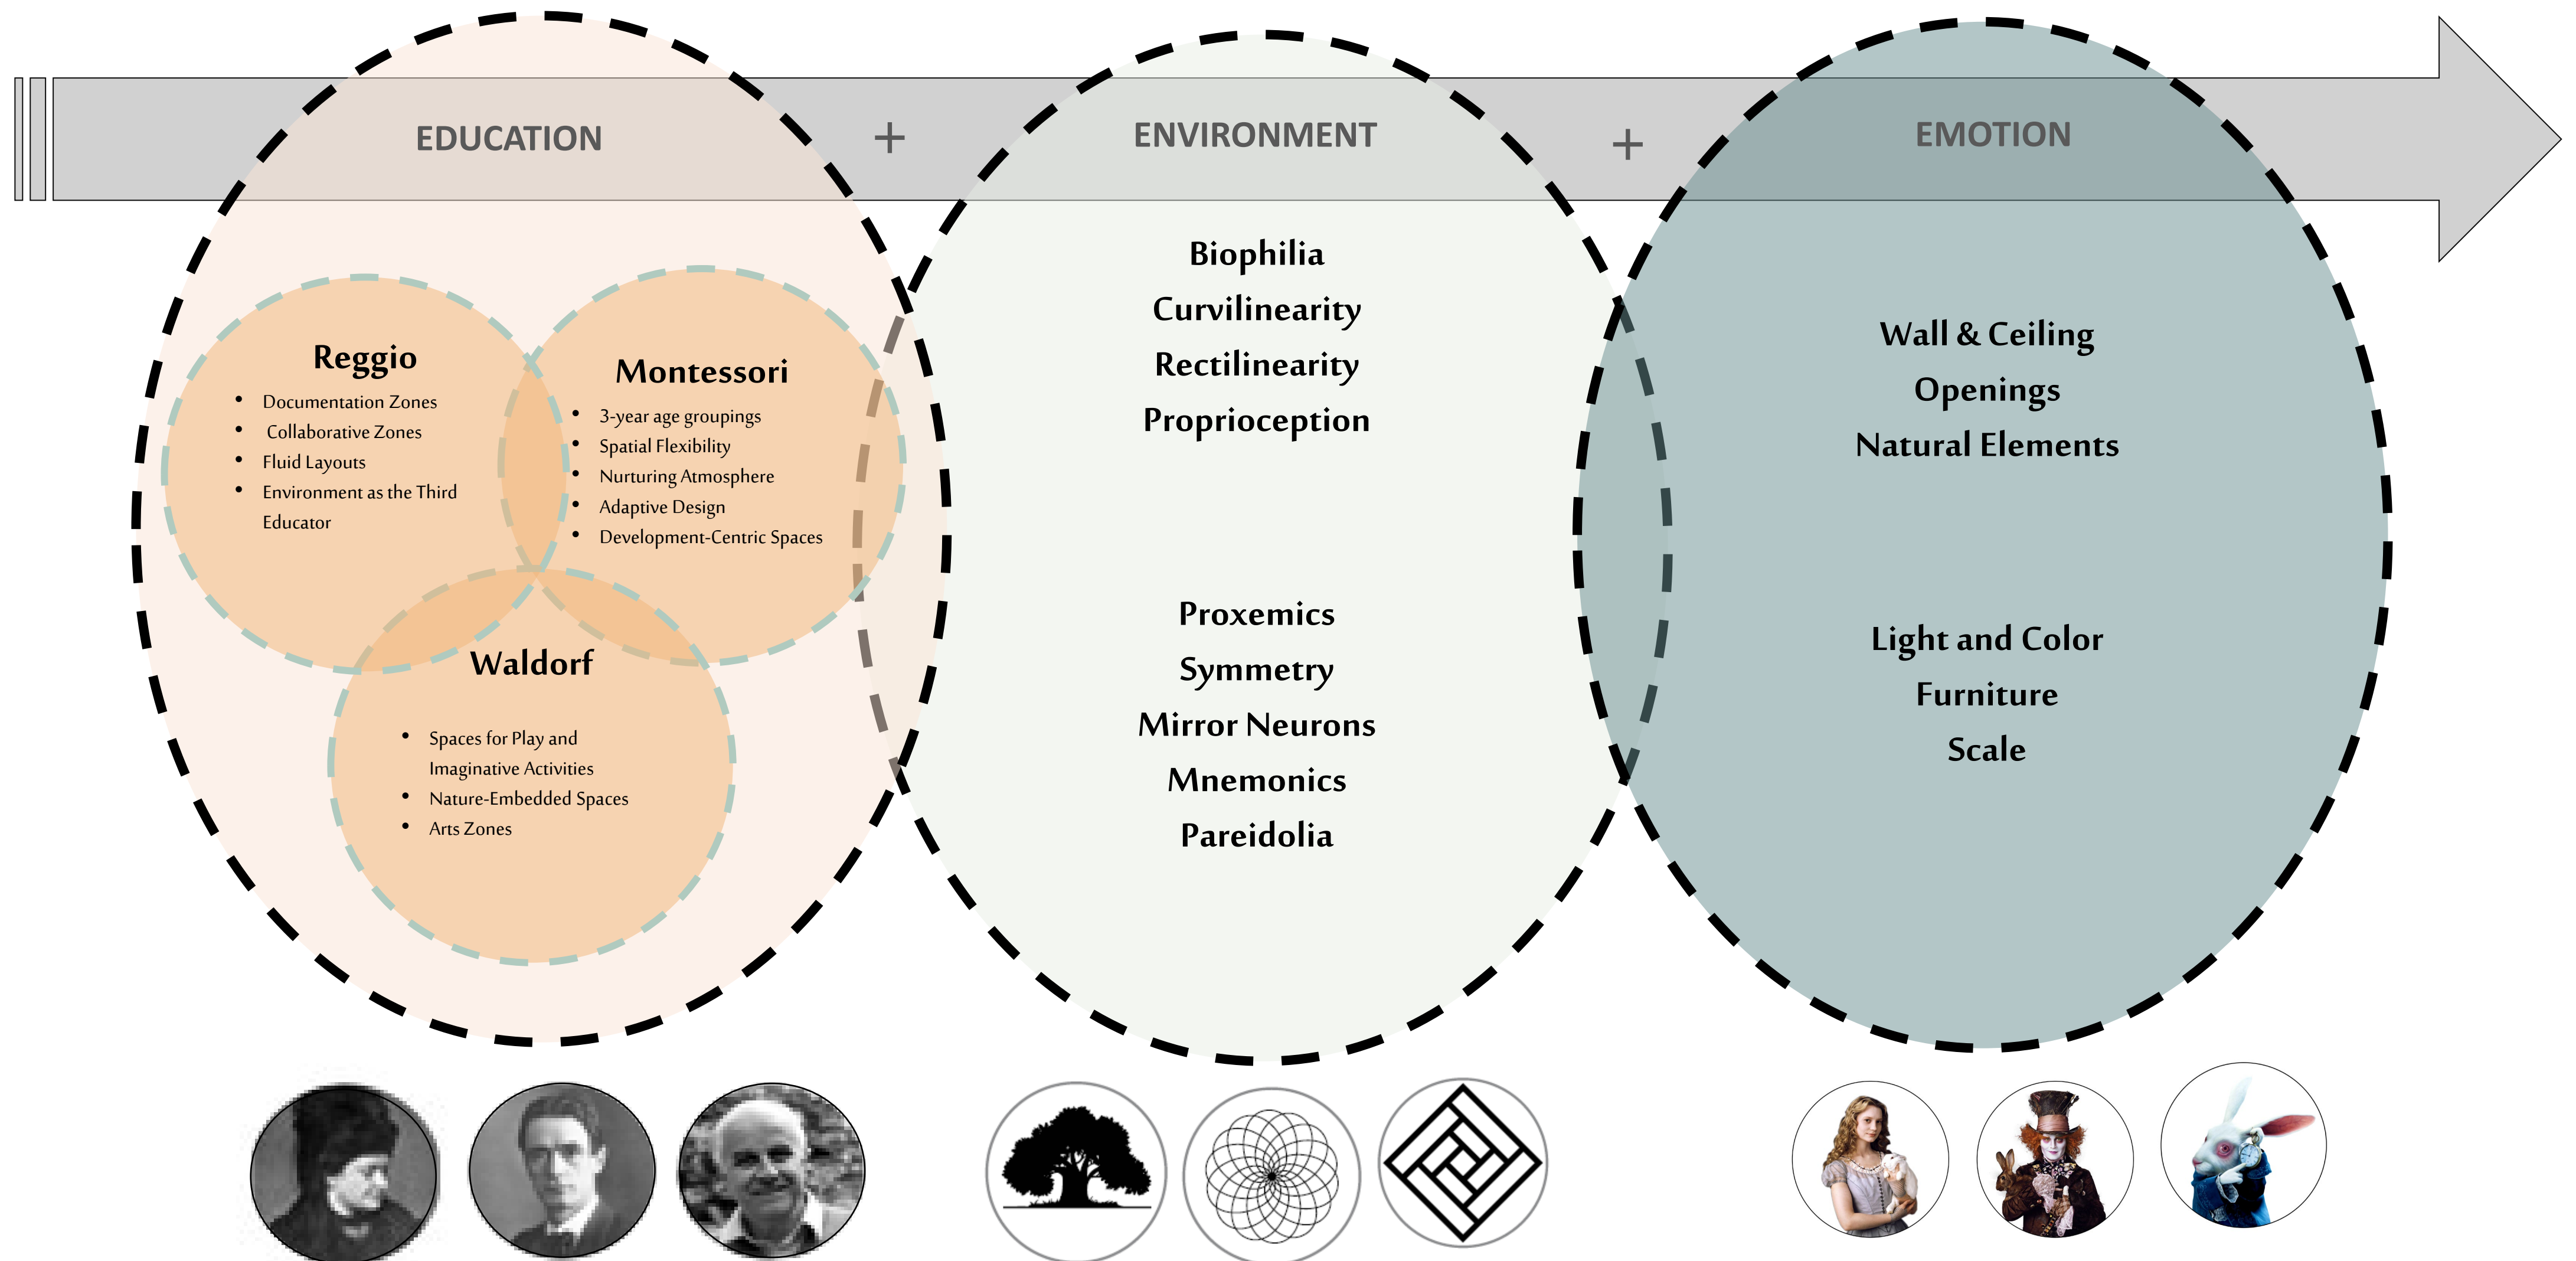 EDUCATION + ENVIRONMENT + EMOTION
Reggio
• Documentation Zones
• Collaborative Zones
• Fluid Layouts
• Environment as the Third
Educator
Montessori
• 3-year age groupings
• Spatial Flexibility
• Nurturing Atmosphere
• Adaptive Design
• Development-Centric Spaces
Waldorf
• Spaces for Play and
Imaginative Activities
• Nature-Embedded Spaces
• Arts Zones
Biophilia
Curvilinearity
Rectilinearity
Proprioception
Proxemics
Symmetry
Mirror Neurons
Mnemonics
Pareidolia
Wall & Ceiling
Openings
Natural Elements
Light and Color
Furniture
Scale